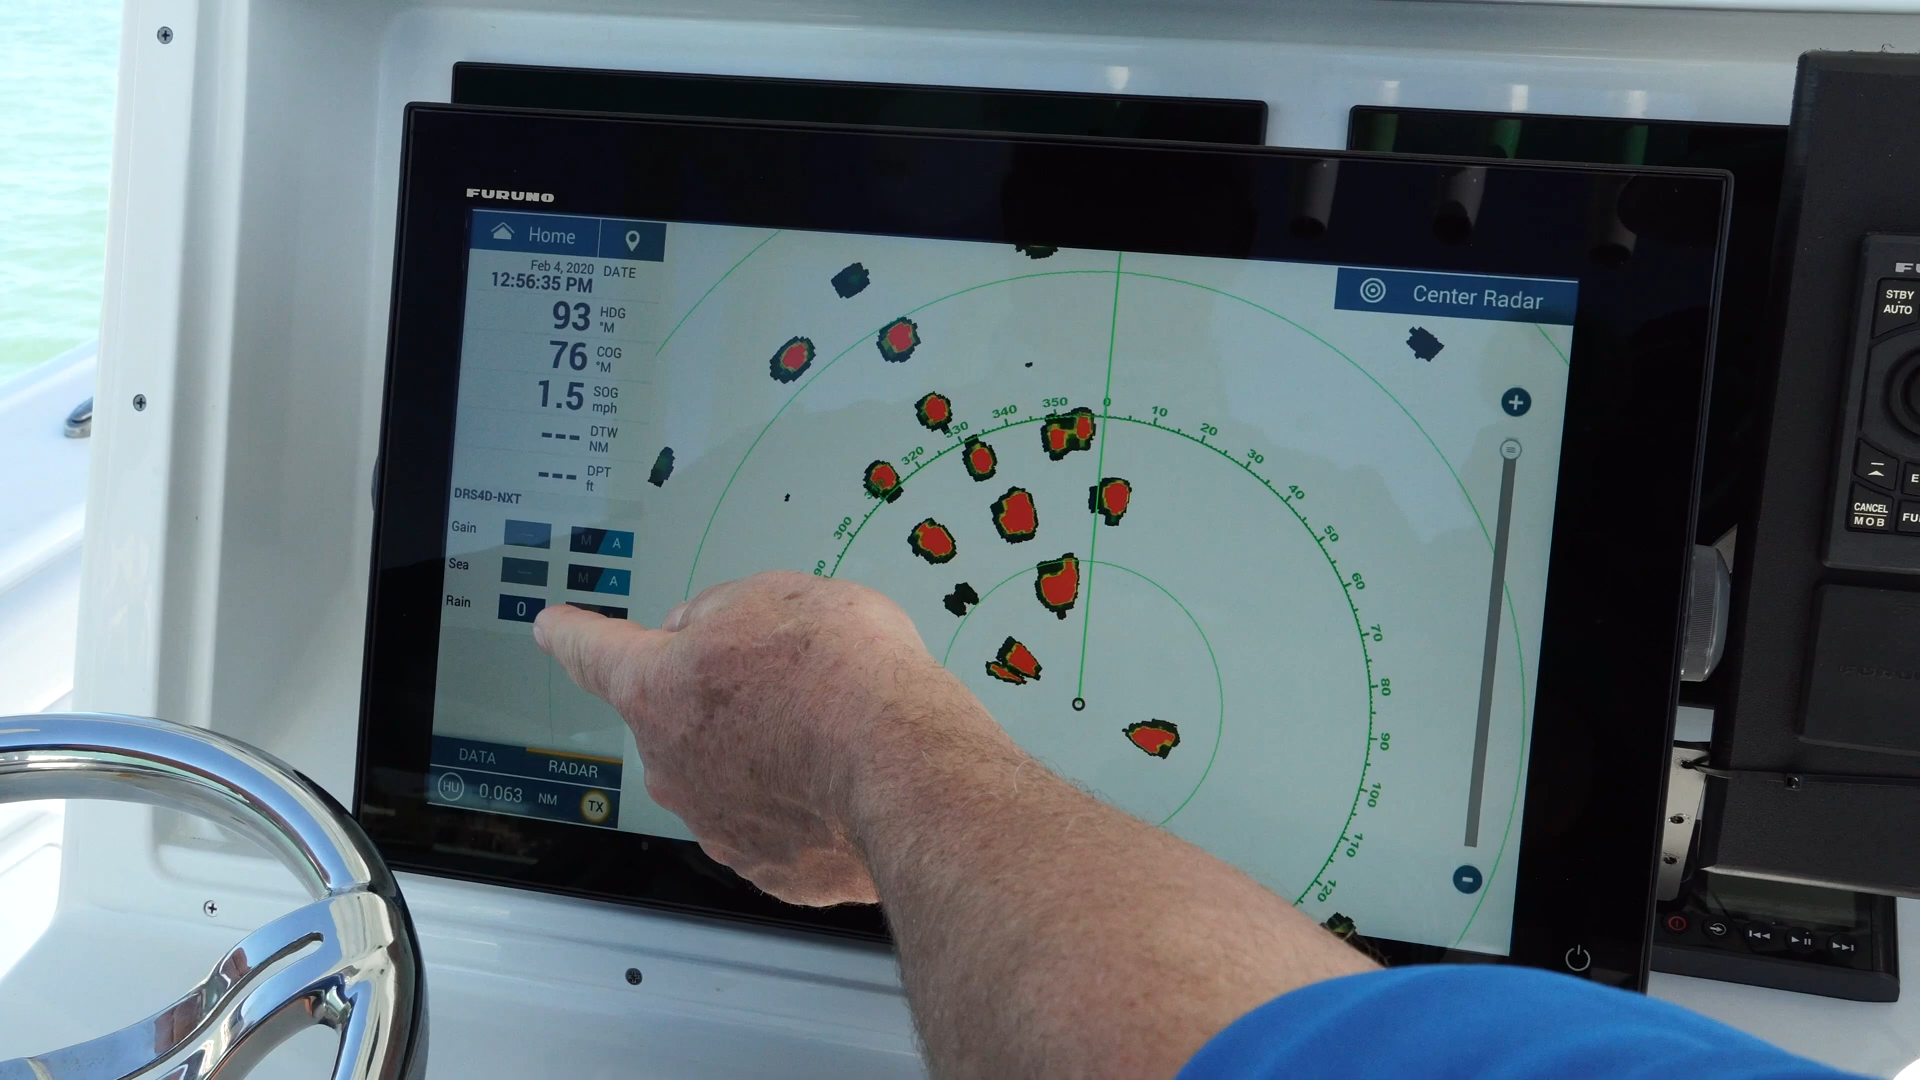 FURUNO
Home
Feb 4, 2020 DATE
12:56:35 PM
93 HDG °M
76 COG °M
1.5 SOG mph
--- DTW NM
--- DPT ft
DRS4D-NXT
Gain M A
Sea M A
Rain 0
DATA RADAR
HU 0.063 NM TX
Center Radar
+
-
300
320
330
340
350
0
10
20
30
40
50
60
70
80
90
100
110
120
STBY
AUTO
CANCEL
MOB